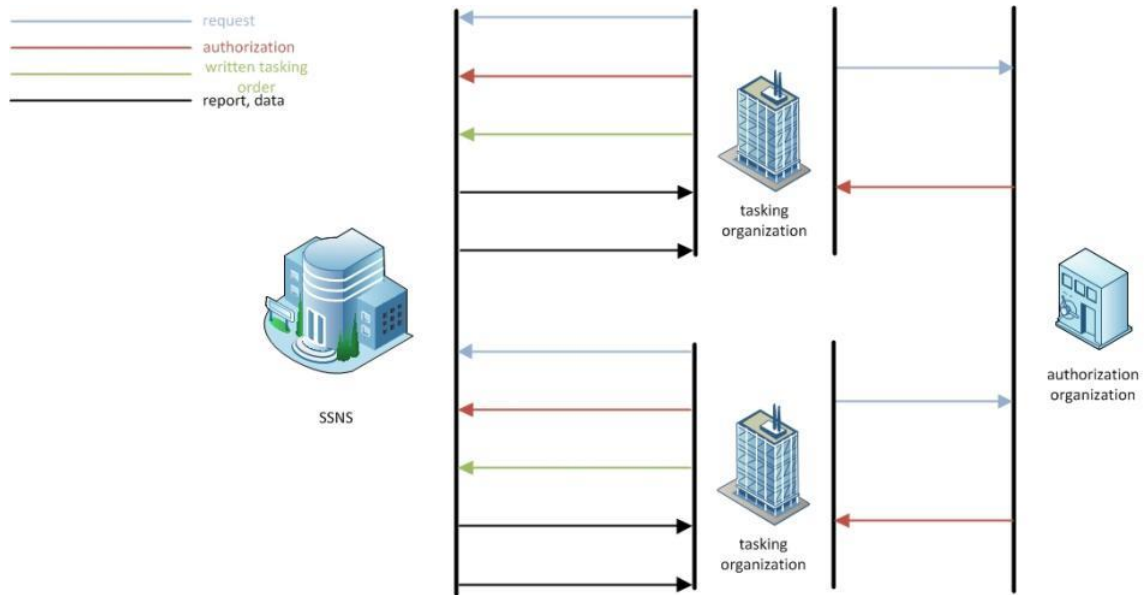 request
authorization
written tasking
order
report, data
tasking
organization
SSNS
authorization
organization
tasking
organization